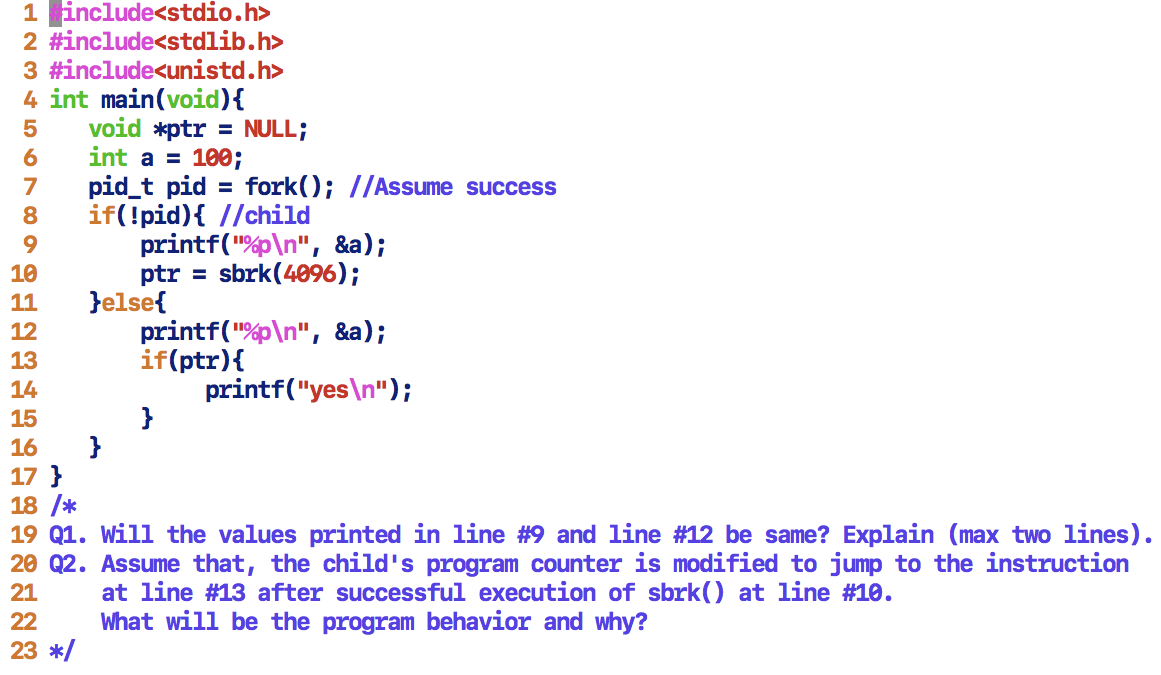 1 #include<stdio.h>
2 #include<stdlib.h>
3 #include<unistd.h>
4 int main(void){
5    void *ptr = NULL;
6    int a = 100;
7    pid_t pid = fork(); //Assume success
8    if(!pid){ //child
9        printf("%p\n", &a);
10        ptr = sbrk(4096);
11    }else{
12        printf("%p\n", &a);
13        if(ptr){
14             printf("yes\n");
15        }
16    }
17 }
18 /*
19 Q1. Will the values printed in line #9 and line #12 be same? Explain (max two lines).
20 Q2. Assume that, the child's program counter is modified to jump to the instruction
21     at line #13 after successful execution of sbrk() at line #10.
22     What will be the program behavior and why?
23 */